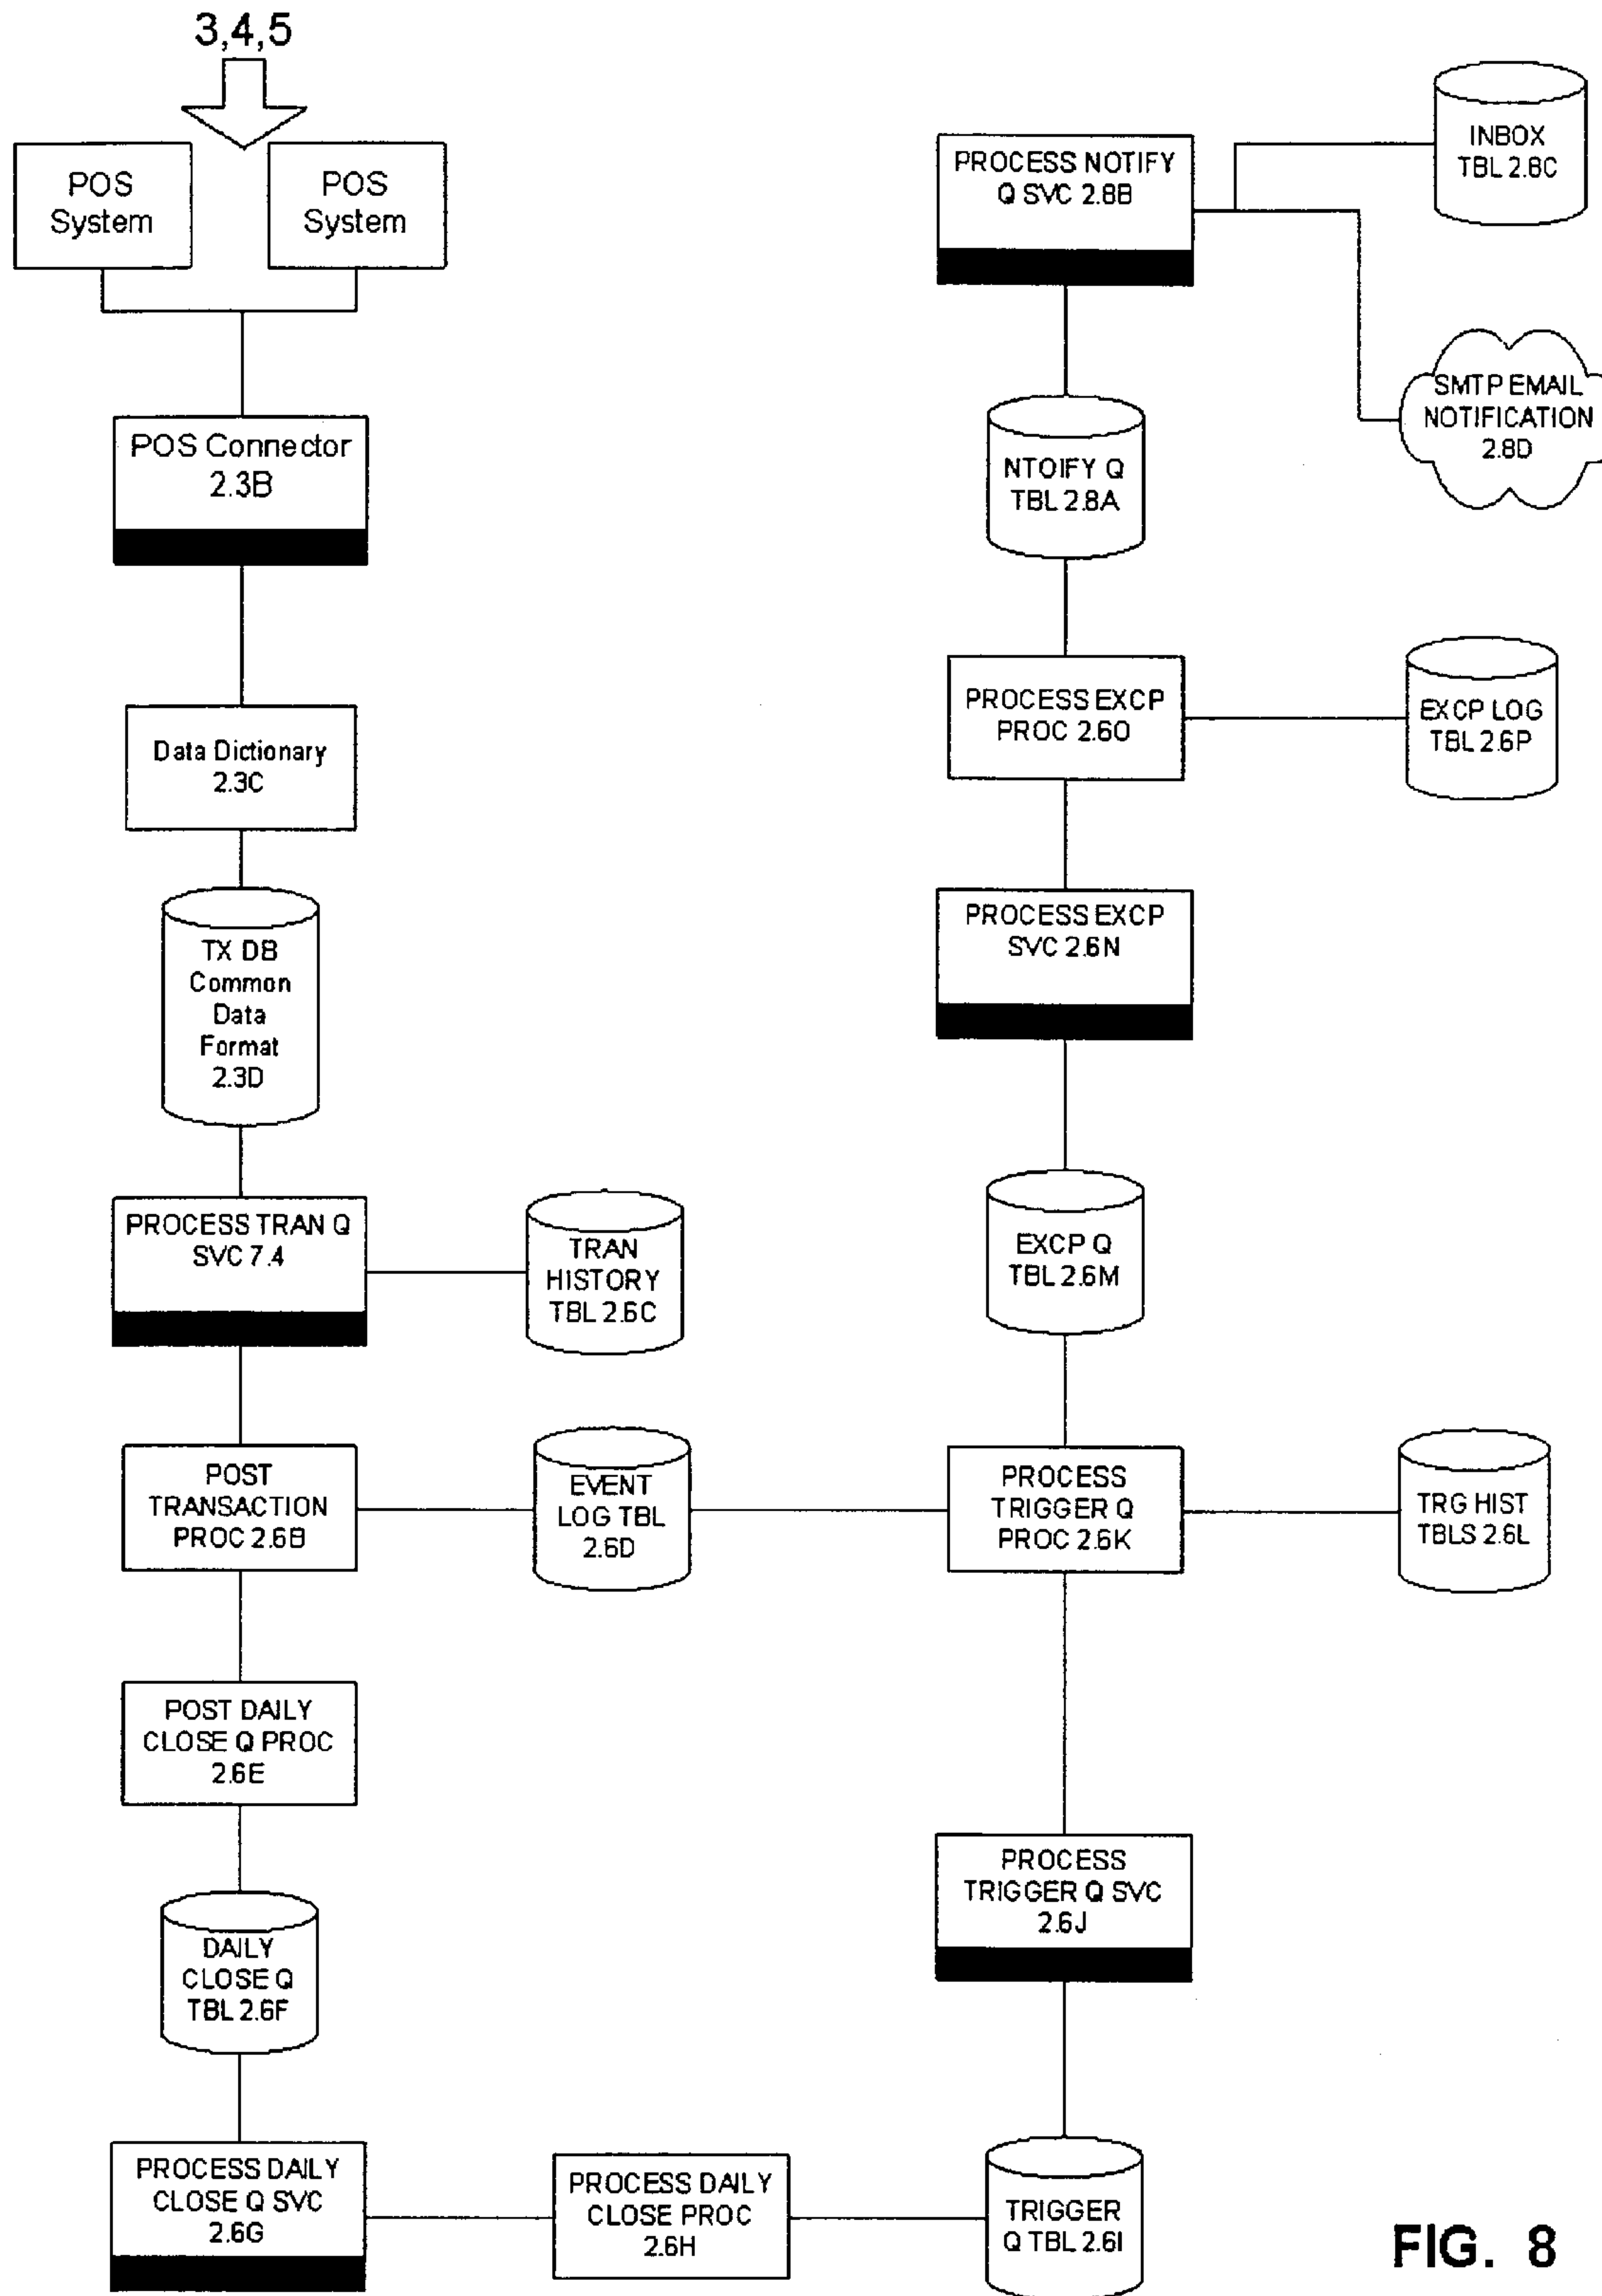 3,4,5
POS
System
POS
System
POS Connector
2.3B
Data Dictionary
2.3C
TX DB
Common
Data
Format
2.3D
PROCESS TRAN Q
SVC 7.4
TRAN
HISTORY
TBL 2.6C
POST
TRANSACTION
PROC 2.6B
EVENT
LOG TBL
2.6D
POST DAILY
CLOSE Q PROC
2.6E
DAILY
CLOSE Q
TBL 2.6F
PROCESS DAILY
CLOSE Q SVC
2.6G
PROCESS DAILY
CLOSE PROC
2.6H
TRIGGER
Q TBL 2.6I
PROCESS
TRIGGER Q SVC
2.6J
PROCESS
TRIGGER Q
PROC 2.6K
TRG HIST
TBLS 2.6L
EXCP Q
TBL 2.6M
PROCESS EXCP
SVC 2.6N
PROCESS EXCP
PROC 2.6O
EXCP LOG
TBL 2.6P
NTOIFY Q
TBL 2.8A
PROCESS NOTIFY
Q SVC 2.8B
INBOX
TBL 2.8C
SMTP EMAIL
NOTIFICATION
2.8D
FIG. 8